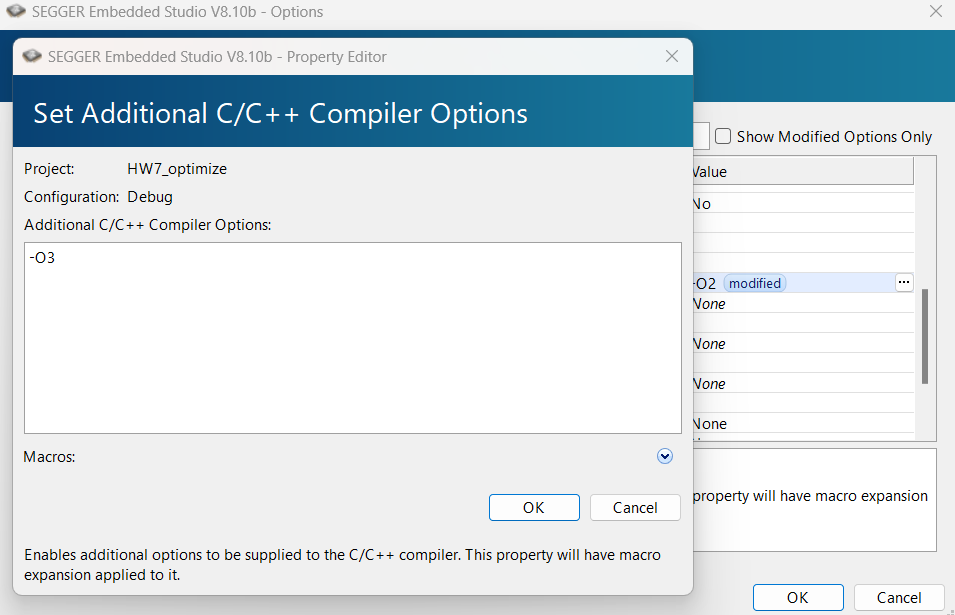 SEGGER Embedded Studio V8.10b - Options
SEGGER Embedded Studio V8.10b - Property Editor
Set Additional C/C++ Compiler Options
Show Modified Options Only
Project: HW7_optimize
Value
Configuration: Debug
No
Additional C/C++ Compiler Options:
-O3
-O2 modified ...
None
None
None
None
Macros:
property will have macro expansion
OK Cancel
Enables additional options to be supplied to the C/C++ compiler. This property will have macro
expansion applied to it.
OK Cancel